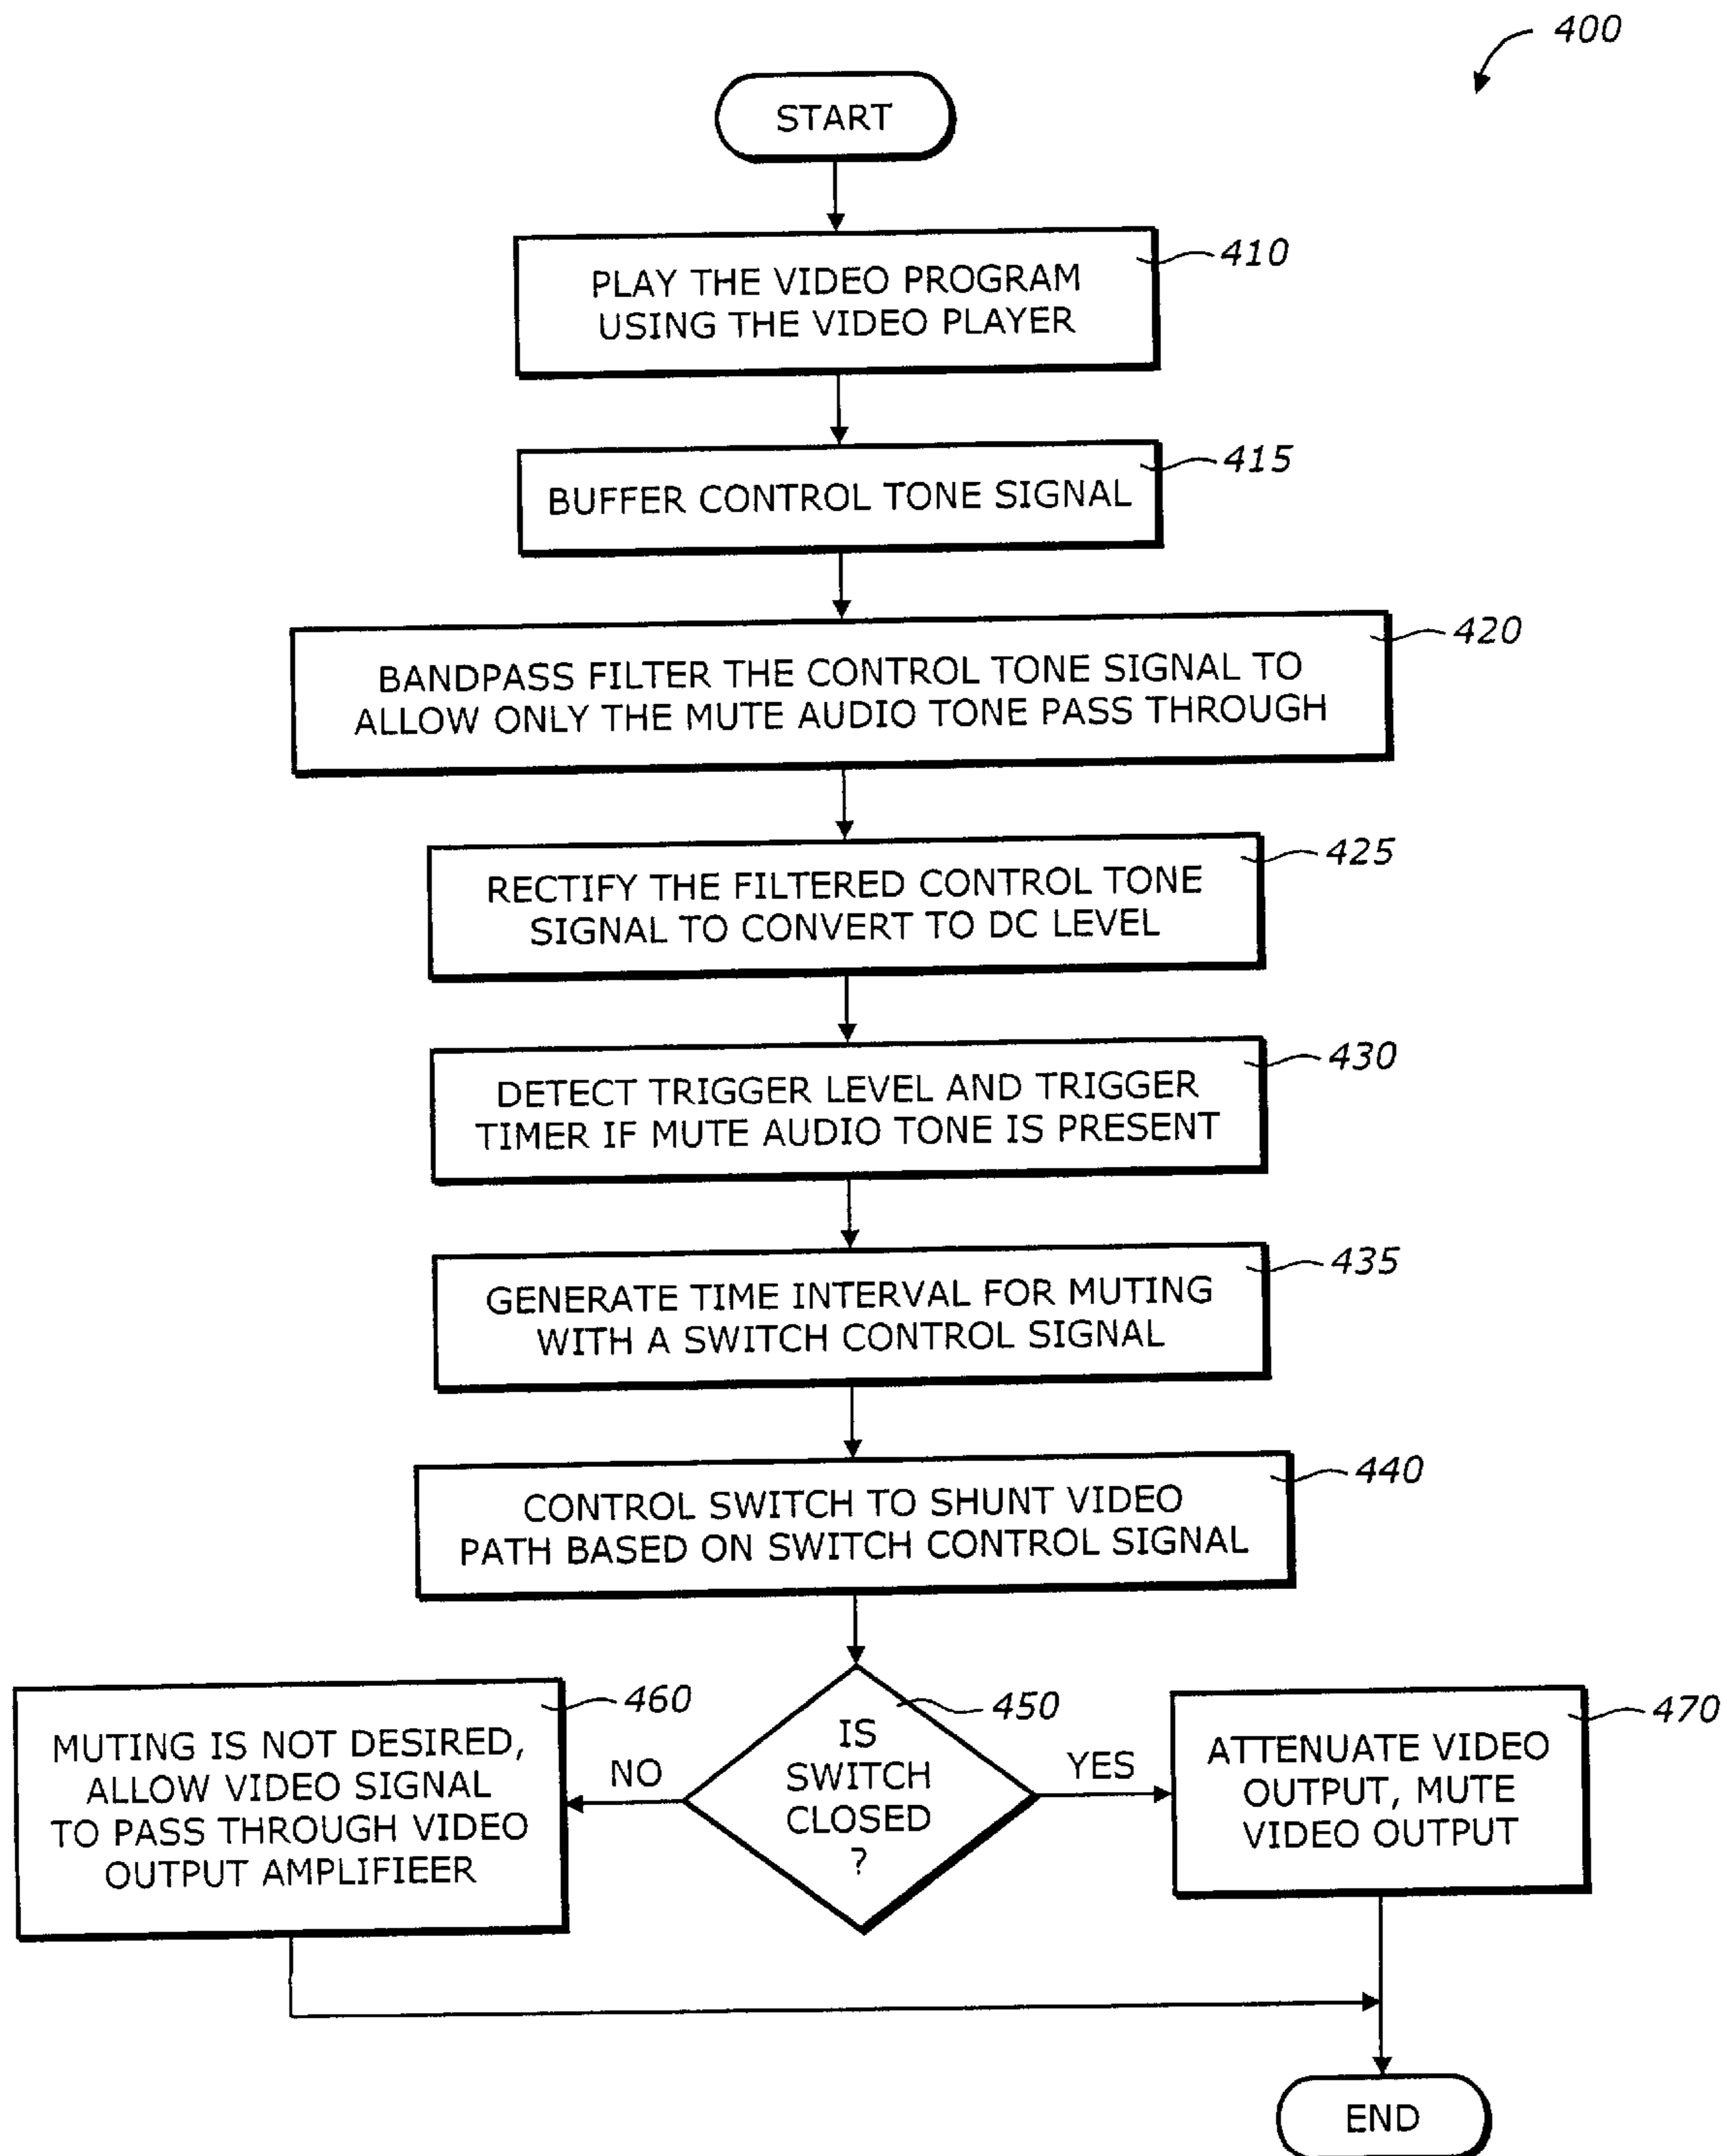 400
START
410
PLAY THE VIDEO PROGRAM
USING THE VIDEO PLAYER
415
BUFFER CONTROL TONE SIGNAL
420
BANDPASS FILTER THE CONTROL TONE SIGNAL TO
ALLOW ONLY THE MUTE AUDIO TONE PASS THROUGH
425
RECTIFY THE FILTERED CONTROL TONE
SIGNAL TO CONVERT TO DC LEVEL
430
DETECT TRIGGER LEVEL AND TRIGGER
TIMER IF MUTE AUDIO TONE IS PRESENT
435
GENERATE TIME INTERVAL FOR MUTING
WITH A SWITCH CONTROL SIGNAL
440
CONTROL SWITCH TO SHUNT VIDEO
PATH BASED ON SWITCH CONTROL SIGNAL
460
MUTING IS NOT DESIRED,
ALLOW VIDEO SIGNAL
TO PASS THROUGH VIDEO
OUTPUT AMPLIFIEER
NO
450
IS
SWITCH
CLOSED
?
YES
470
ATTENUATE VIDEO
OUTPUT, MUTE
VIDEO OUTPUT
END